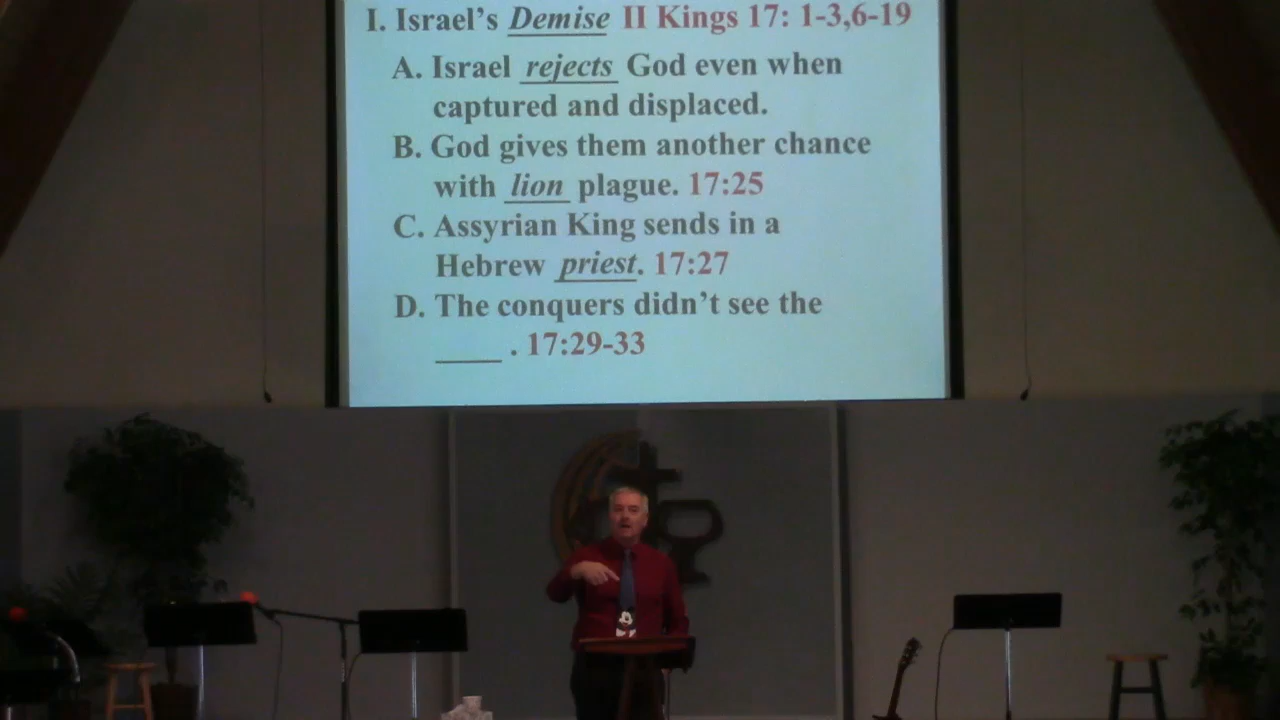 I. Israel's Demise II Kings 17: 1-3,6-19
A. Israel rejects God even when
captured and displaced.
B. God gives them another chance
with lion plague. 17:25
C. Assyrian King sends in a
Hebrew priest. 17:27
D. The conquers didn't see the
____ . 17:29-33